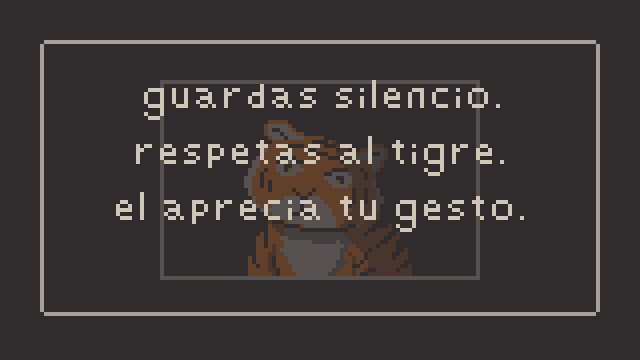 guardas silencio.
respetas al tigre.
el aprecia tu gesto.